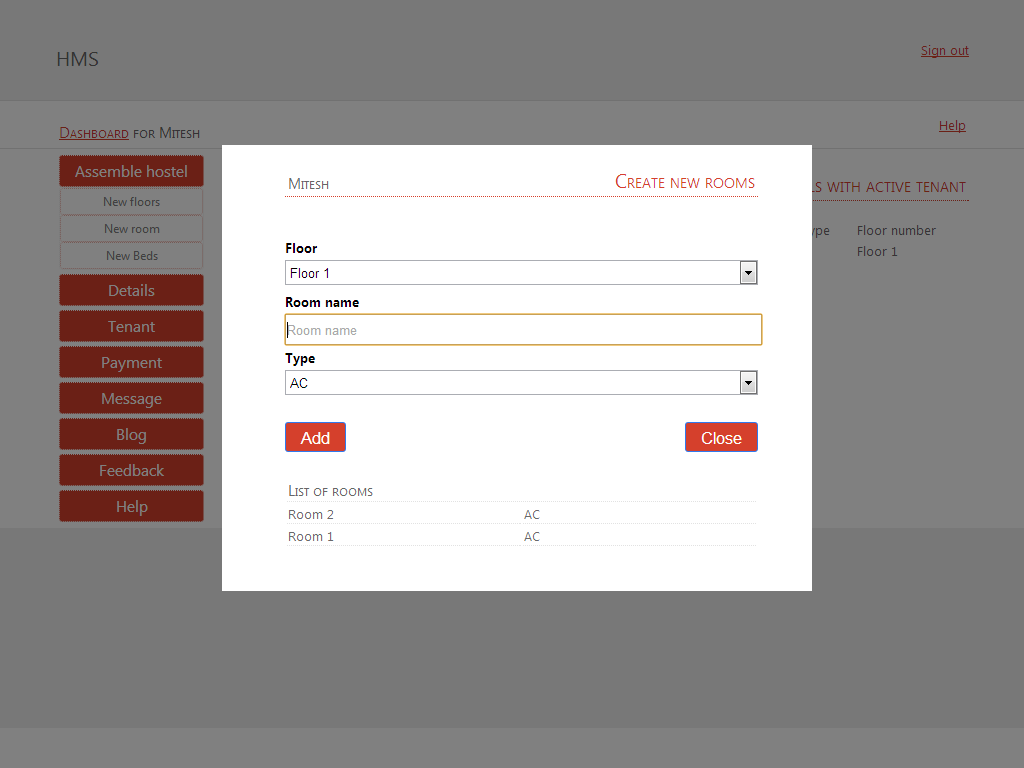 HMS
Sign out
Dashboard for Mitesh
Help
Assemble hostel
New floors
New room
New Beds
Details
Tenant
Payment
Message
Blog
Feedback
Help
Mitesh
Create new rooms
Floor
Floor 1
Room name
Room name
Type
AC
Add
Close
List of rooms
Room 2 AC
Room 1 AC
with active tenant
Floor number
Floor 1